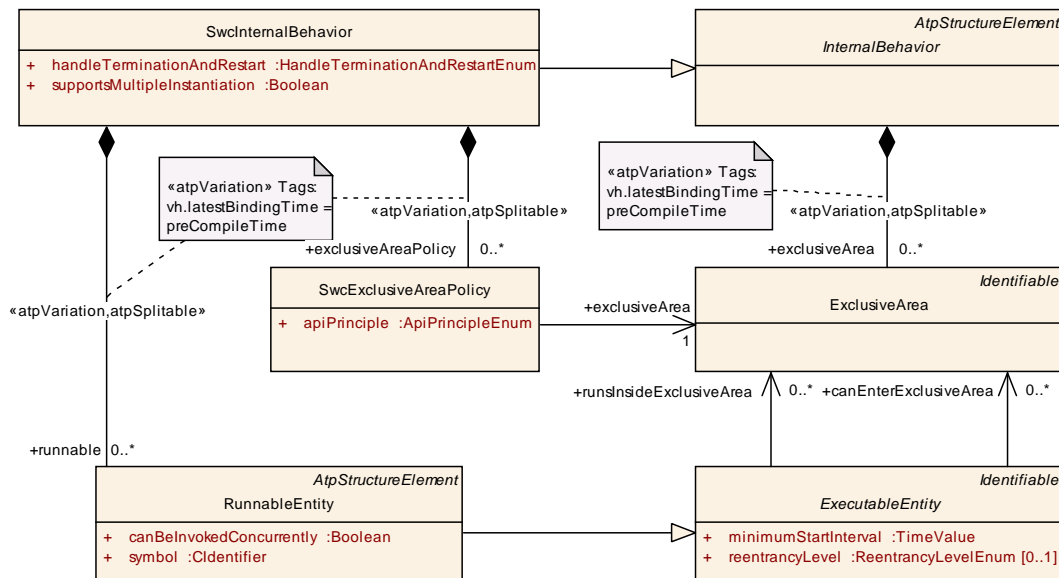 SwcInternalBehavior
+ handleTerminationAndRestart :HandleTerminationAndRestartEnum
+ supportsMultipleInstantiation :Boolean
AtpStructureElement
InternalBehavior
«atpVariation» Tags:
vh.latestBindingTime =
preCompileTime
«atpVariation,atpSplitable»
«atpVariation» Tags:
vh.latestBindingTime =
preCompileTime
«atpVariation,atpSplitable»
+exclusiveAreaPolicy 0..*
+exclusiveArea 0..*
«atpVariation,atpSplitable»
SwcExclusiveAreaPolicy
+ apiPrinciple :ApiPrincipleEnum
+exclusiveArea
1
Identifiable
ExclusiveArea
+runsInsideExclusiveArea 0..*
+canEnterExclusiveArea 0..*
+runnable 0..*
AtpStructureElement
RunnableEntity
+ canBeInvokedConcurrently :Boolean
+ symbol :CIdentifier
Identifiable
ExecutableEntity
+ minimumStartInterval :TimeValue
+ reentrancyLevel :ReentrancyLevelEnum [0..1]